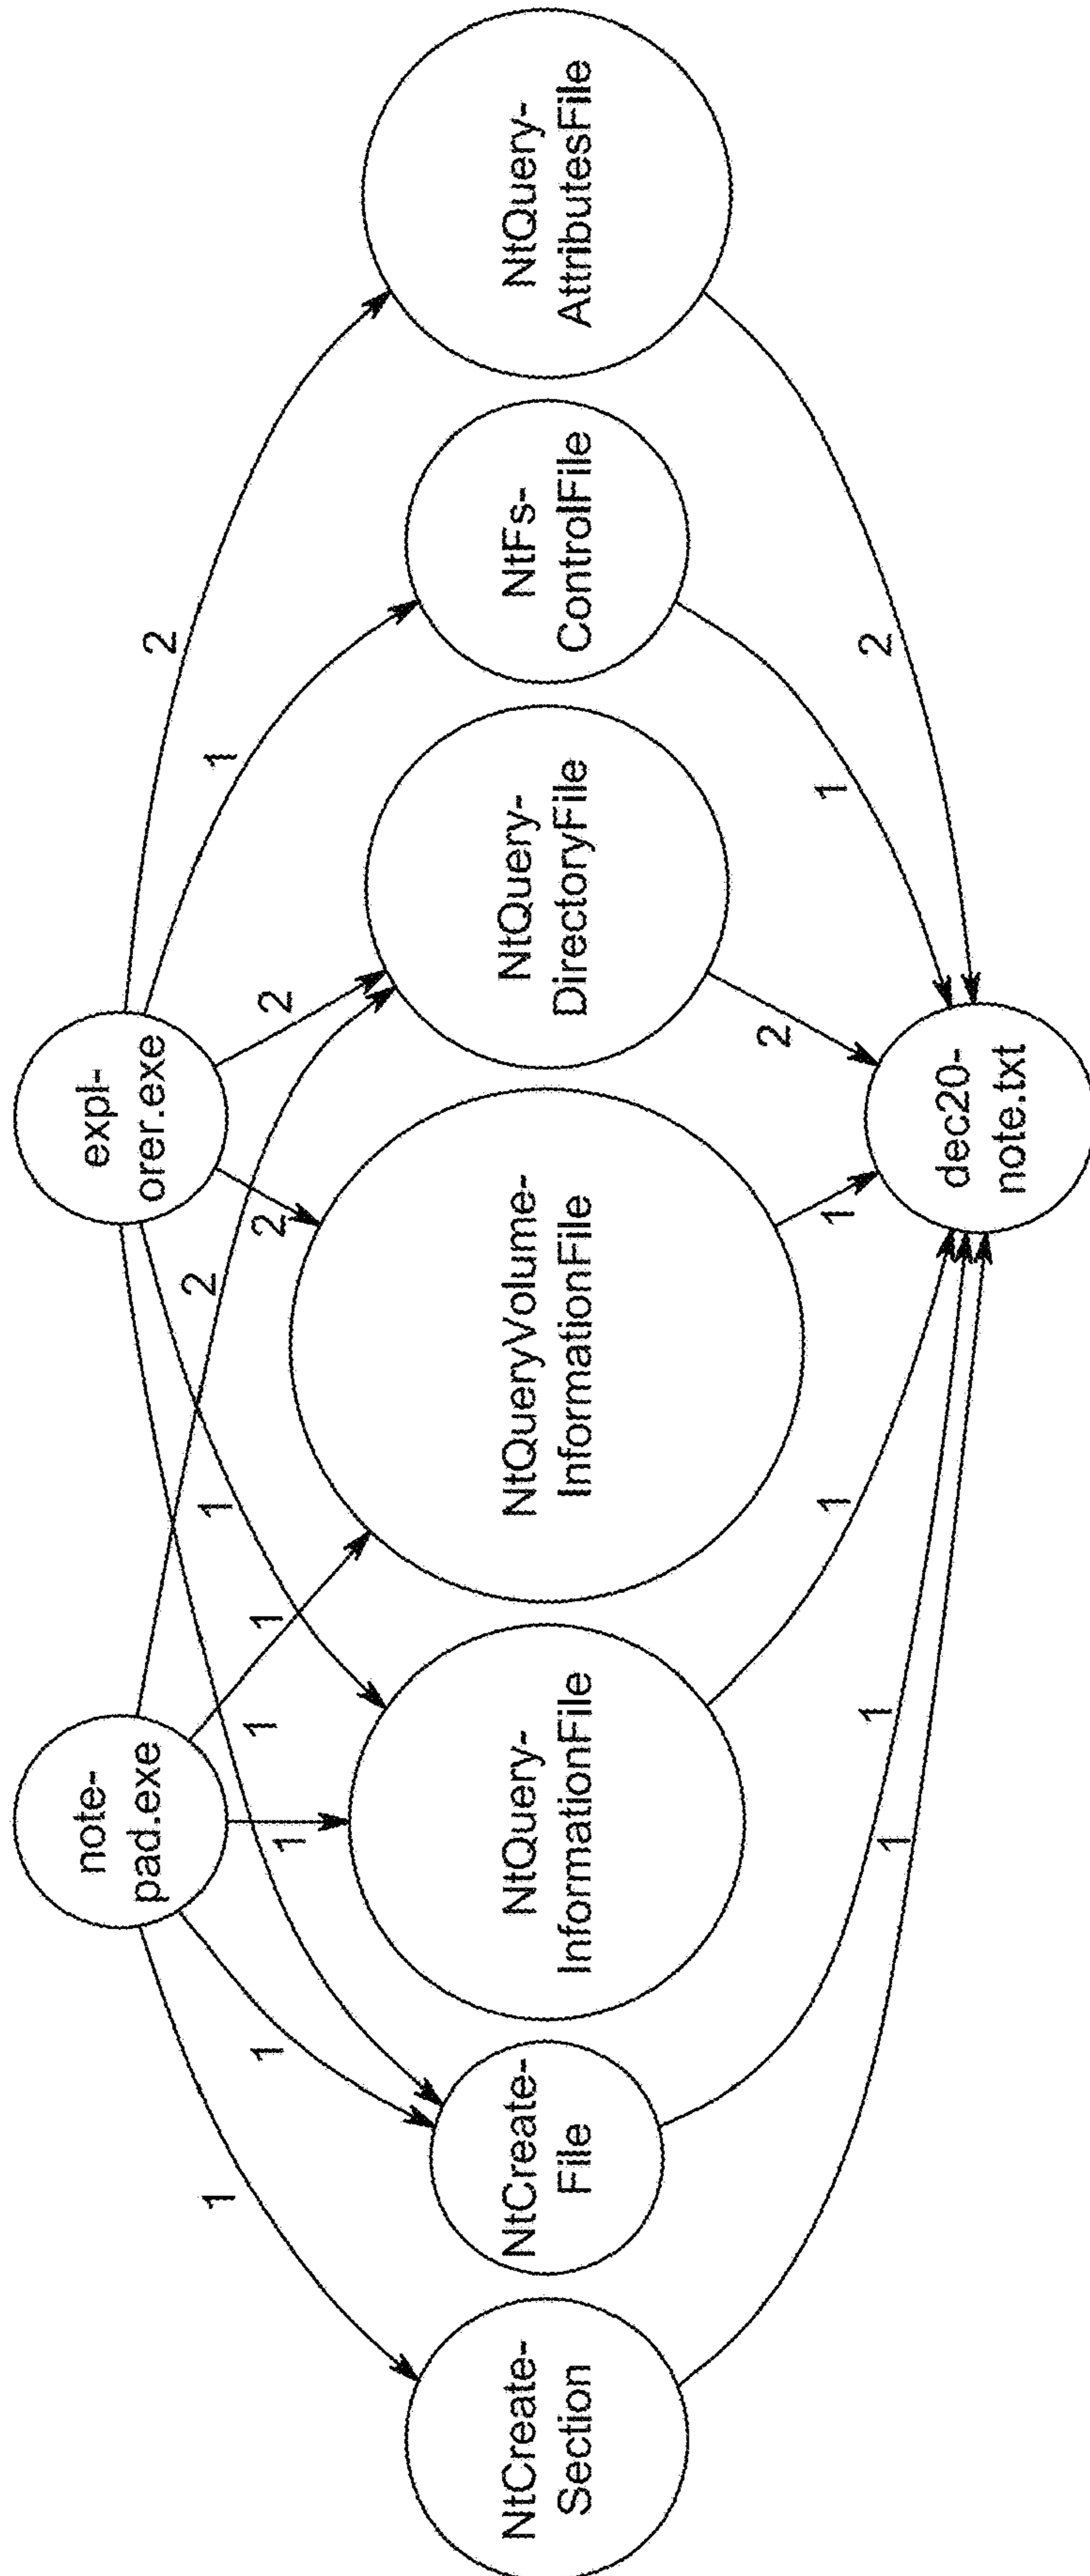 note-
pad.exe
expl-
orer.exe
2
2
1
1
1
1
1
1
2
2
1
NtCreate-
Section
NtCreate-
File
NtQuery-
InformationFile
NtQueryVolume-
InformationFile
NtQuery-
DirectoryFile
NtFs-
ControlFile
NtQuery-
AttributesFile
2
1
1
1
1
2
1
dec20-
note.txt